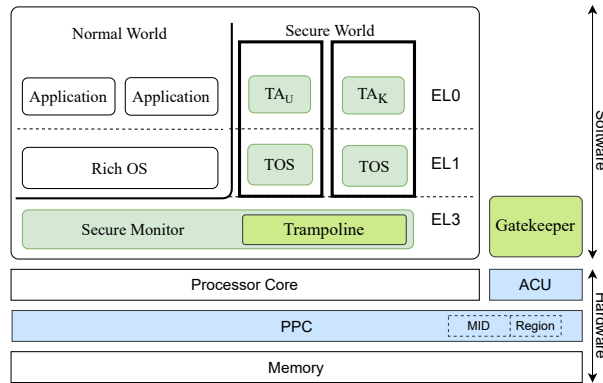 Normal World
Secure World
Application
Application
TAU
TAK
EL0
Rich OS
TOS
TOS
EL1
Secure Monitor
Trampoline
EL3
Gatekeeper
Software
Processor Core
ACU
PPC
MID
Region
Memory
Hardware